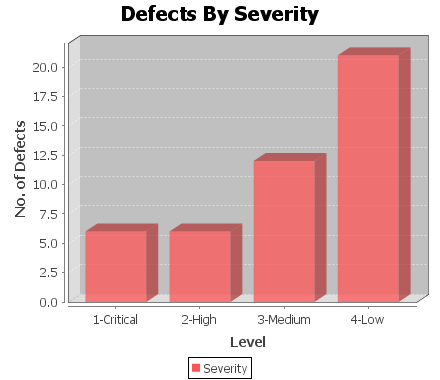 Defects By Severity
No. of Defects
20.0
17.5
15.0
12.5
10.0
7.5
5.0
2.5
0.0
1-Critical 2-High 3-Medium 4-Low
Level
Severity